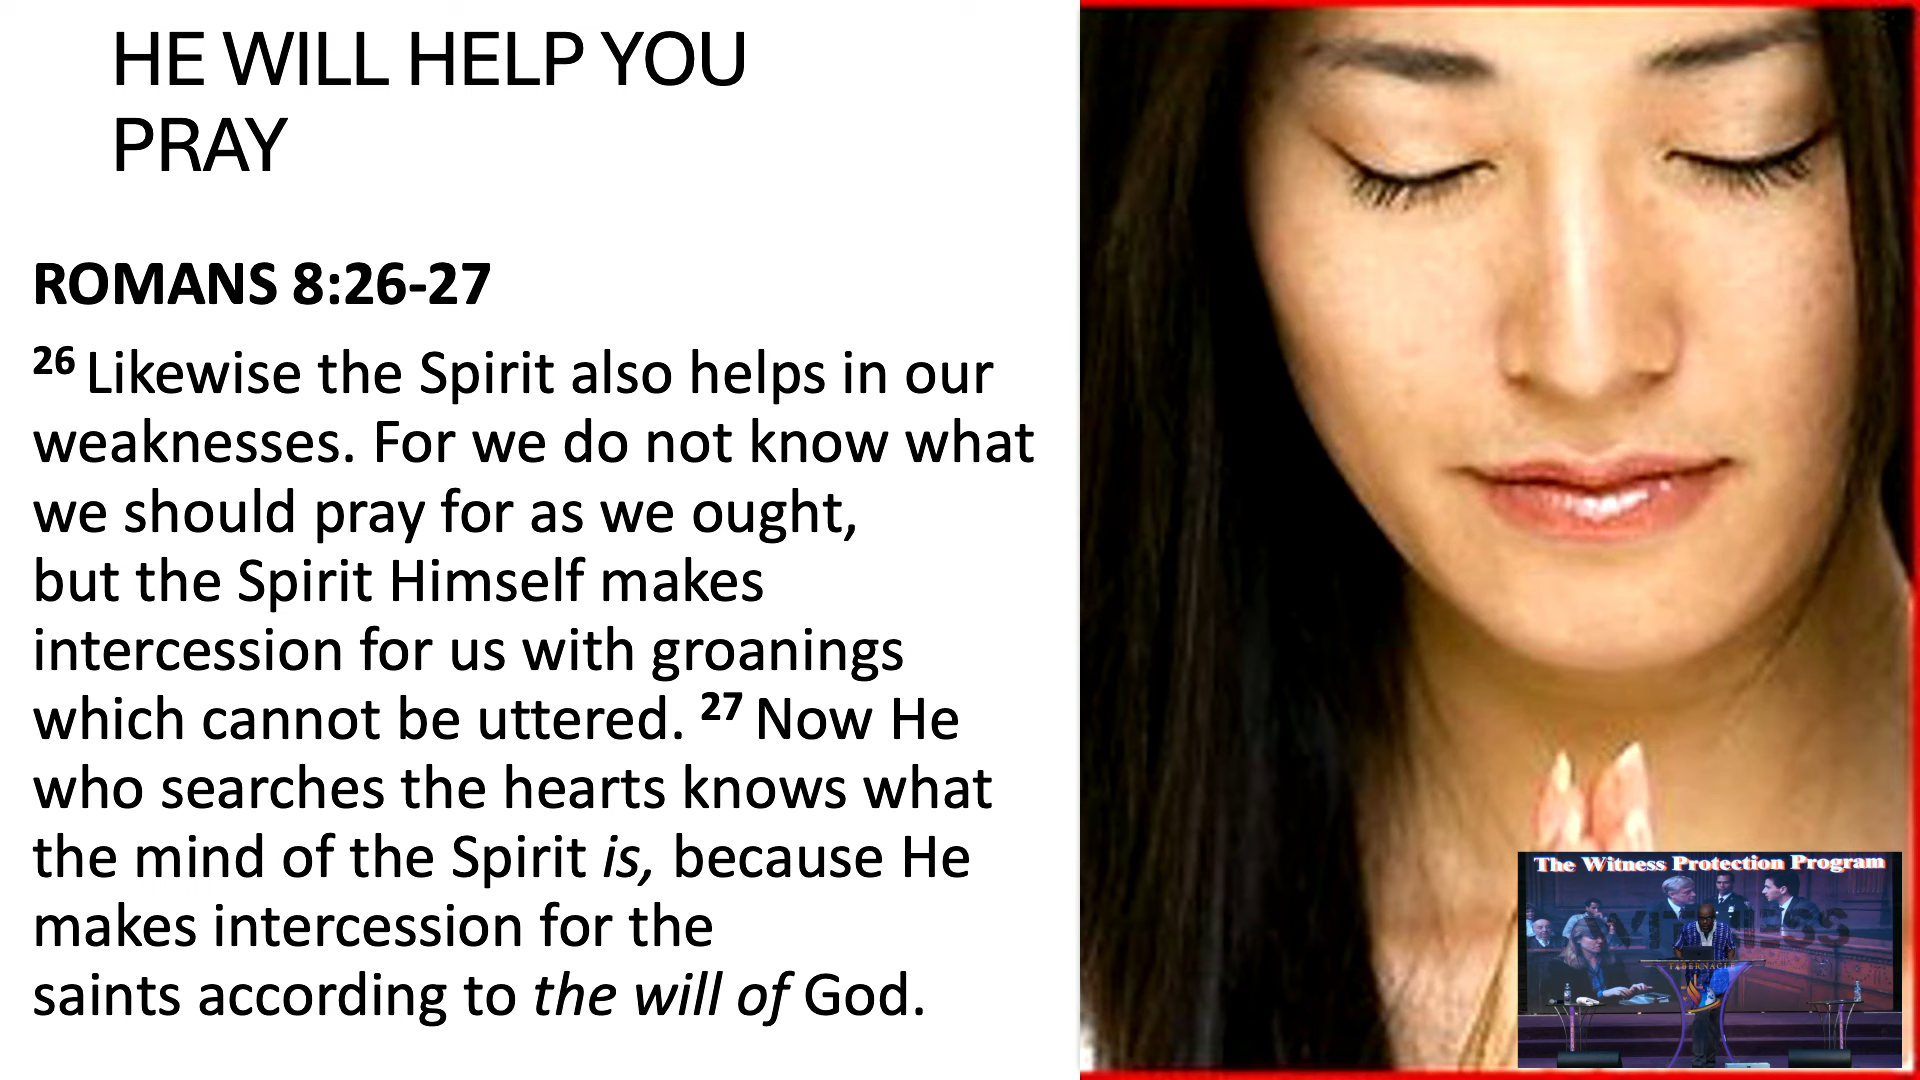 HE WILL HELP YOU
PRAY
ROMANS 8:26-27
26 Likewise the Spirit also helps in our
weaknesses. For we do not know what
we should pray for as we ought,
but the Spirit Himself makes
intercession for us with groanings
which cannot be uttered. 27 Now He
who searches the hearts knows what
the mind of the Spirit is, because He
makes intercession for the
saints according to the will of God.
The Witness Protection Program
TABERNACLE